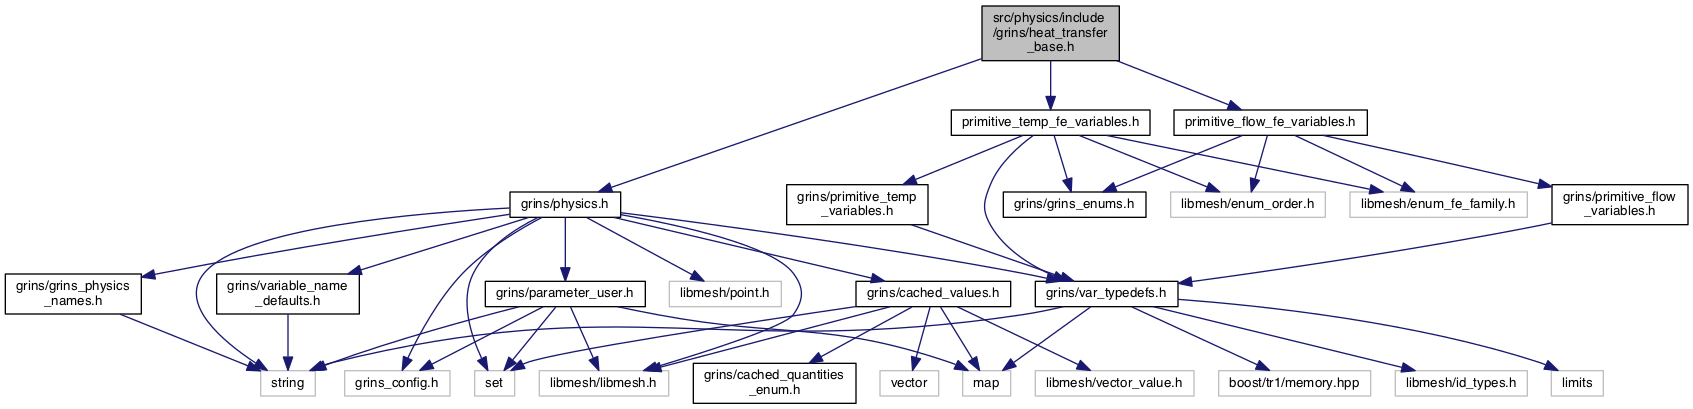 src/physics/include
/grins/heat_transfer
_base.h
primitive_temp_fe_variables.h
primitive_flow_fe_variables.h
grins/physics.h
grins/primitive_temp
_variables.h
grins/grins_enums.h
libmesh/enum_order.h
libmesh/enum_fe_family.h
grins/primitive_flow
_variables.h
grins/grins_physics
_names.h
grins/variable_name
_defaults.h
grins/parameter_user.h
libmesh/point.h
grins/cached_values.h
grins/var_typedefs.h
string
grins_config.h
set
libmesh/libmesh.h
grins/cached_quantities
_enum.h
vector
map
libmesh/vector_value.h
boost/tr1/memory.hpp
libmesh/id_types.h
limits